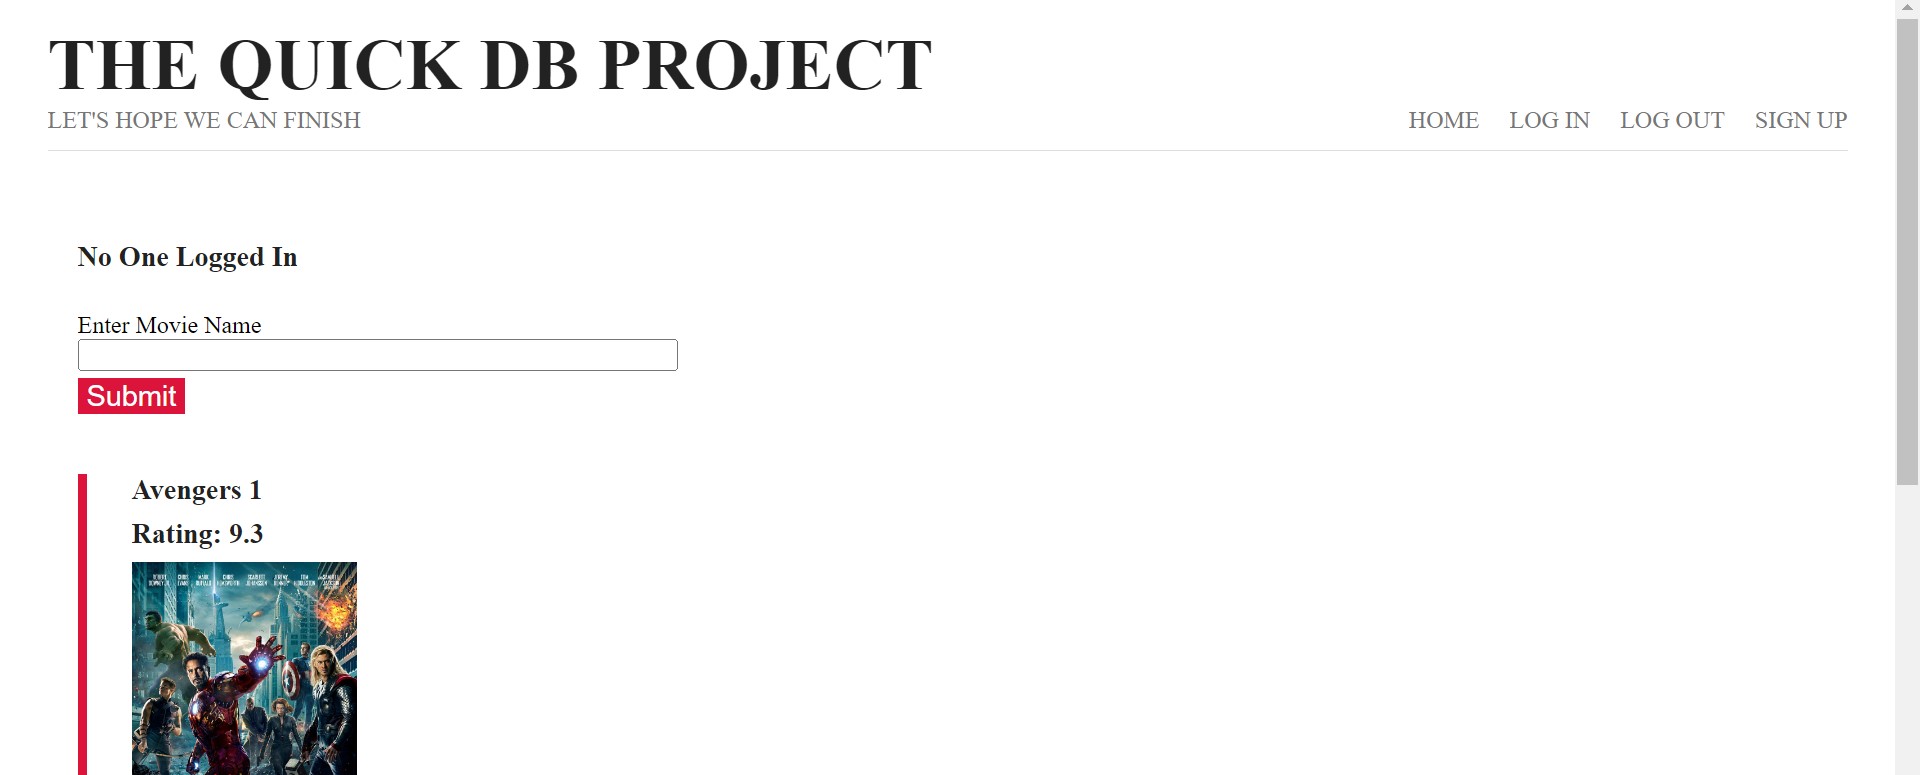 THE QUICK DB PROJECT
LET'S HOPE WE CAN FINISH
HOME LOG IN LOG OUT SIGN UP
No One Logged In
Enter Movie Name
Submit
Avengers 1
Rating: 9.3